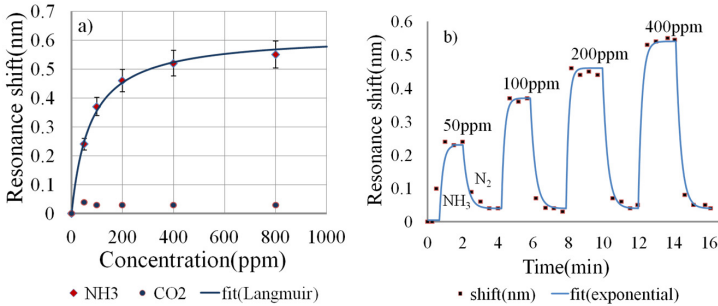 a)
Resonance shift(nm)
0.7
0.6
0.5
0.4
0.3
0.2
0.1
0
0 200 400 600 800 1000
Concentration(ppm)
NH3 CO2 fit(Langmuir)
b)
Resonance shift(nm)
0.6
0.5
0.4
0.3
0.2
0.1
0
400ppm
200ppm
100ppm
50ppm
N₂
NH₃
0 2 4 6 8 10 12 14 16
Time(min)
shift(nm) fit(exponential)